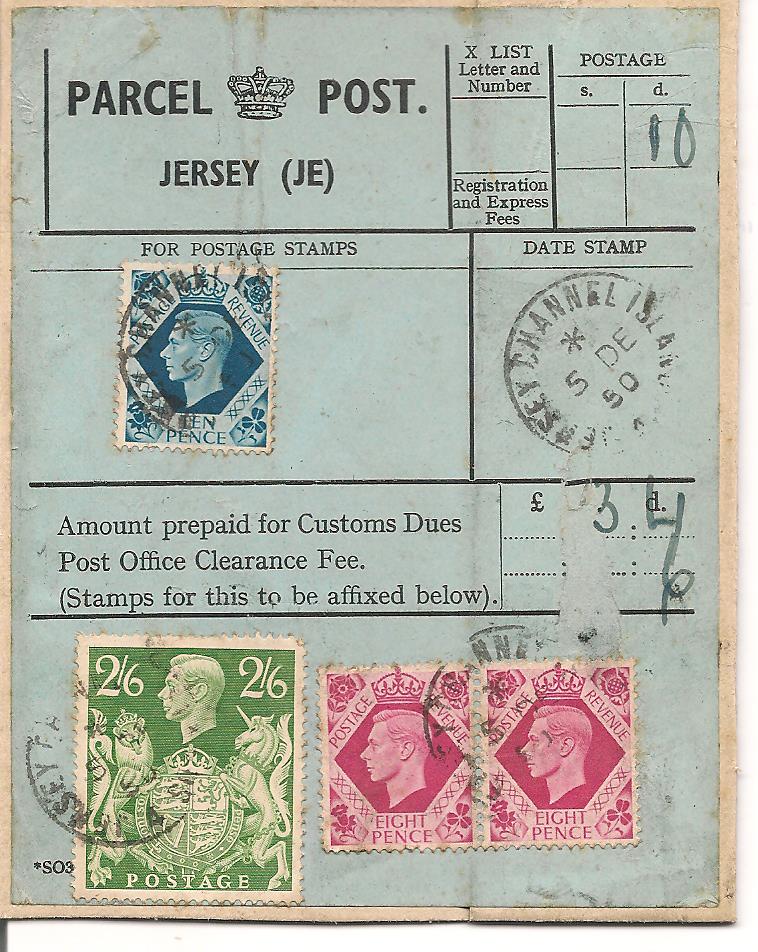 PARCEL POST.
JERSEY (JE)
X LIST
Letter and
Number
Registration
and Express
Fees
POSTAGE
s. d.
10
FOR POSTAGE STAMPS
DATE STAMP
POSTAGE REVENUE
TEN
PENCE
CHANNEL ISLAN
5 DE
50
Amount prepaid for Customs Dues
Post Office Clearance Fee.
(Stamps for this to be affixed below).
£ d.
3
2/6 2/6
POSTAGE
POSTAGE REVENUE
EIGHT
PENCE
POSTAGE REVENUE
EIGHT
PENCE
*SO3